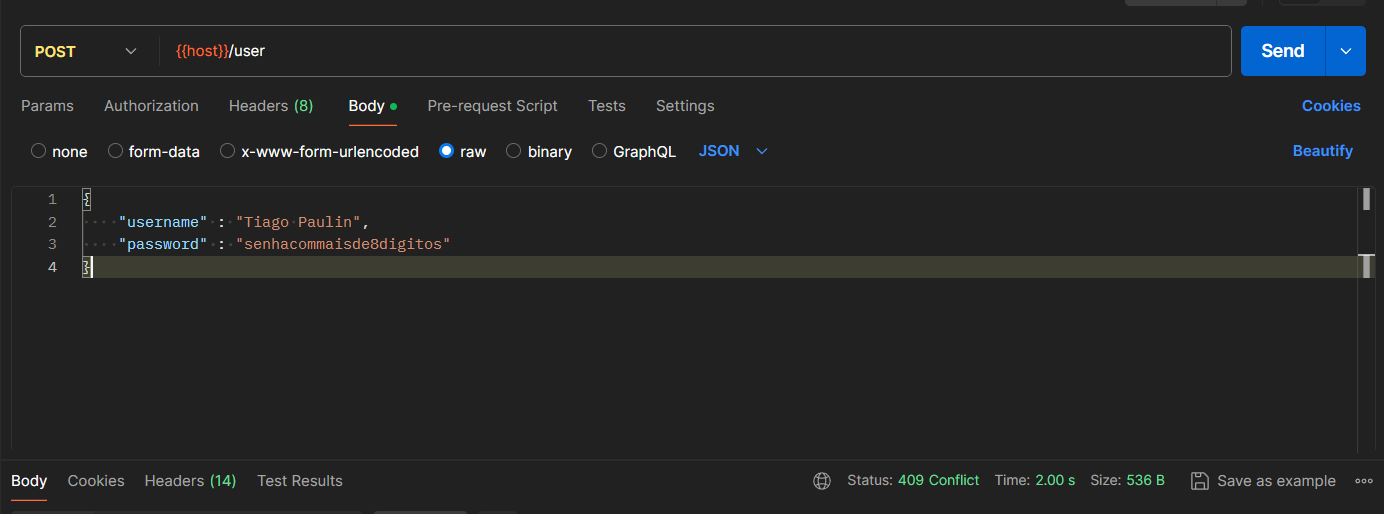 POST {{host}}/user Send
Params Authorization Headers (8) Body Pre-request Script Tests Settings Cookies
none form-data x-www-form-urlencoded raw binary GraphQL JSON Beautify
1 {
2 "username" : "Tiago Paulin",
3 "password" : "senhacommaisde8digitos"
4 }
Body Cookies Headers (14) Test Results Status: 409 Conflict Time: 2.00 s Size: 536 B Save as example